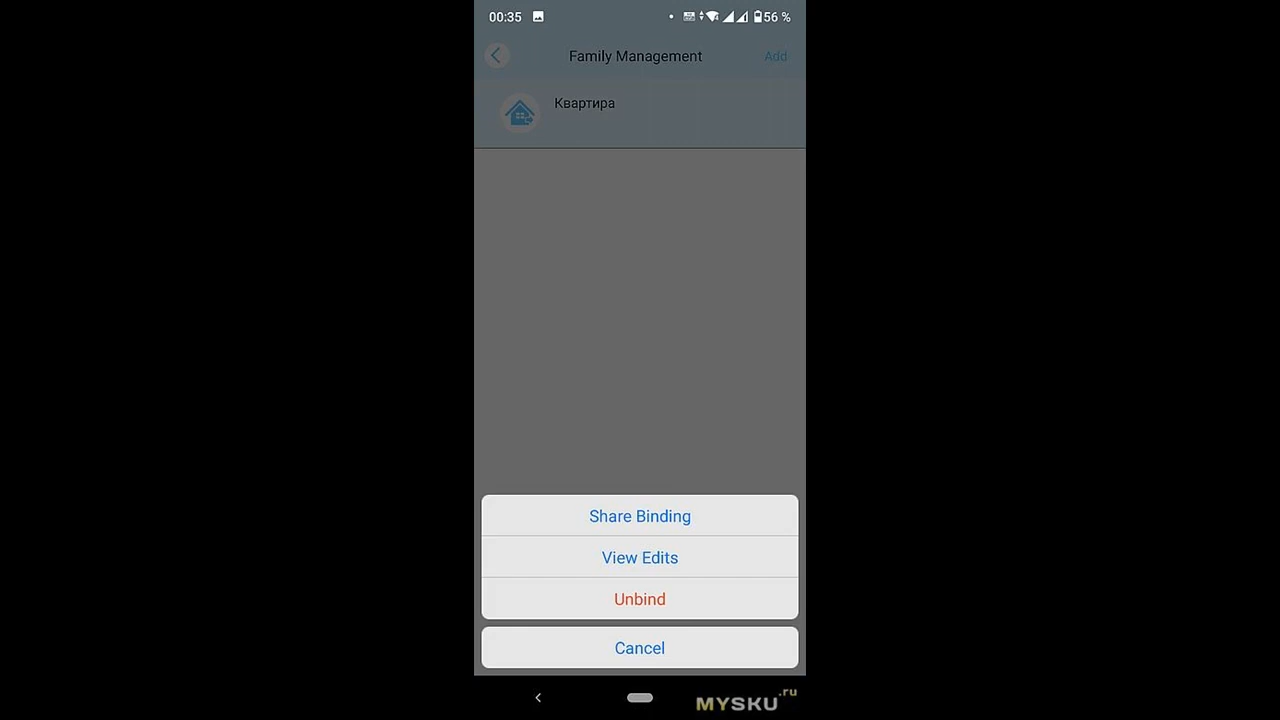 00:35 56 %
Family Management Add
Квартира
Share Binding
View Edits
Unbind
Cancel
MYSKU.ru